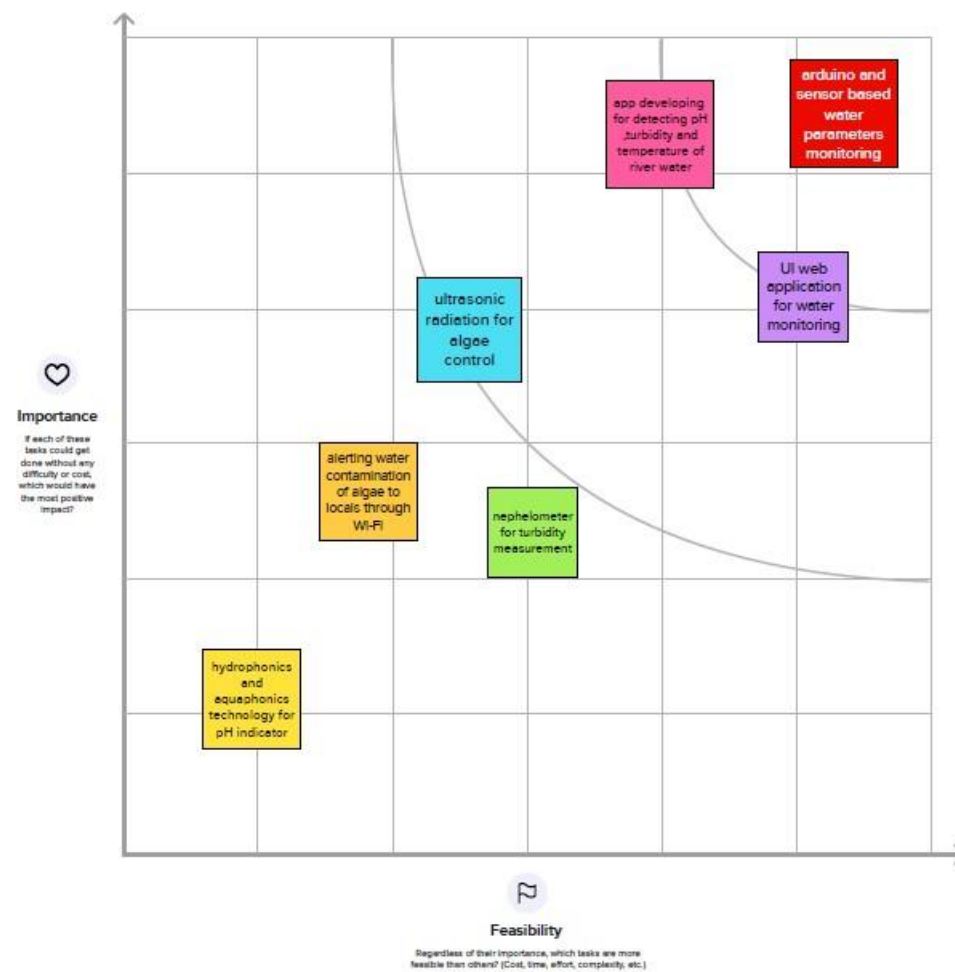 arduino and
sensor based
water
parameters
monitoring
app developing
for detecting pH
,turbidity and
temperature of
river water
UI web
application
for water
monitoring
ultrasonic
radiation for
algae
control
Importance
If each of these
tasks could get
done without any
difficulty or cost,
which would have
the most positive
impact?
alerting water
contamination
of algae to
locals through
Wi-Fi
nephelometer
for turbidity
measurement
hydrophonics
and
aquaphonics
technology for
pH indicator
Feasibility
Regardless of their importance, which tasks are more
feasible than others? (Cost, time, effort, complexity, etc.)